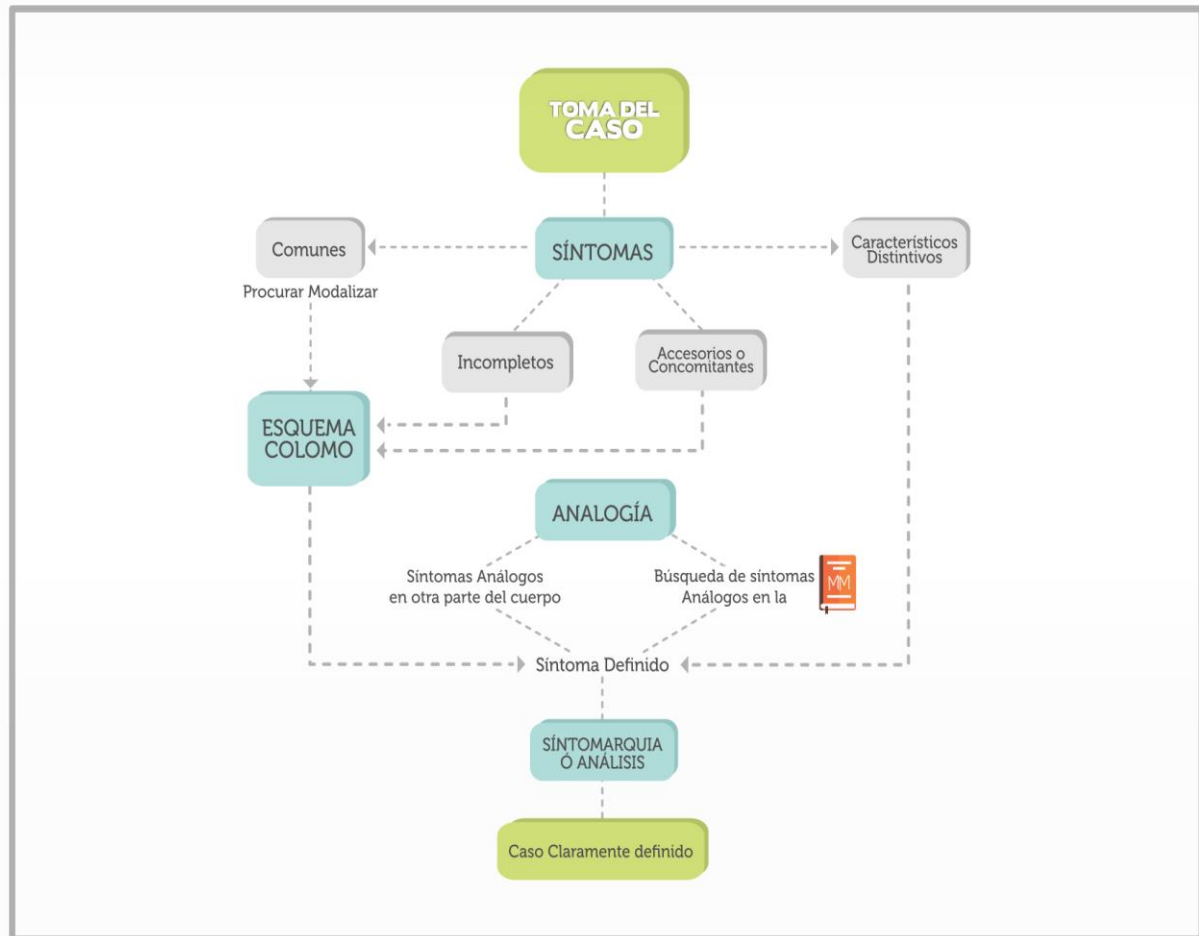 TOMA DEL
CASO
Comunes
SÍNTOMAS
Característicos
Distintivos
Procurar Modalizar
Incompletos
Accesorios o
Concomitantes
ESQUEMA
COLOMO
ANALOGÍA
Síntomas Análogos
en otra parte del cuerpo
Búsqueda de síntomas
Análogos en la
MM
Síntoma Definido
SÍNTOMARQUIA
Ó ANÁLISIS
Caso Claramente definido